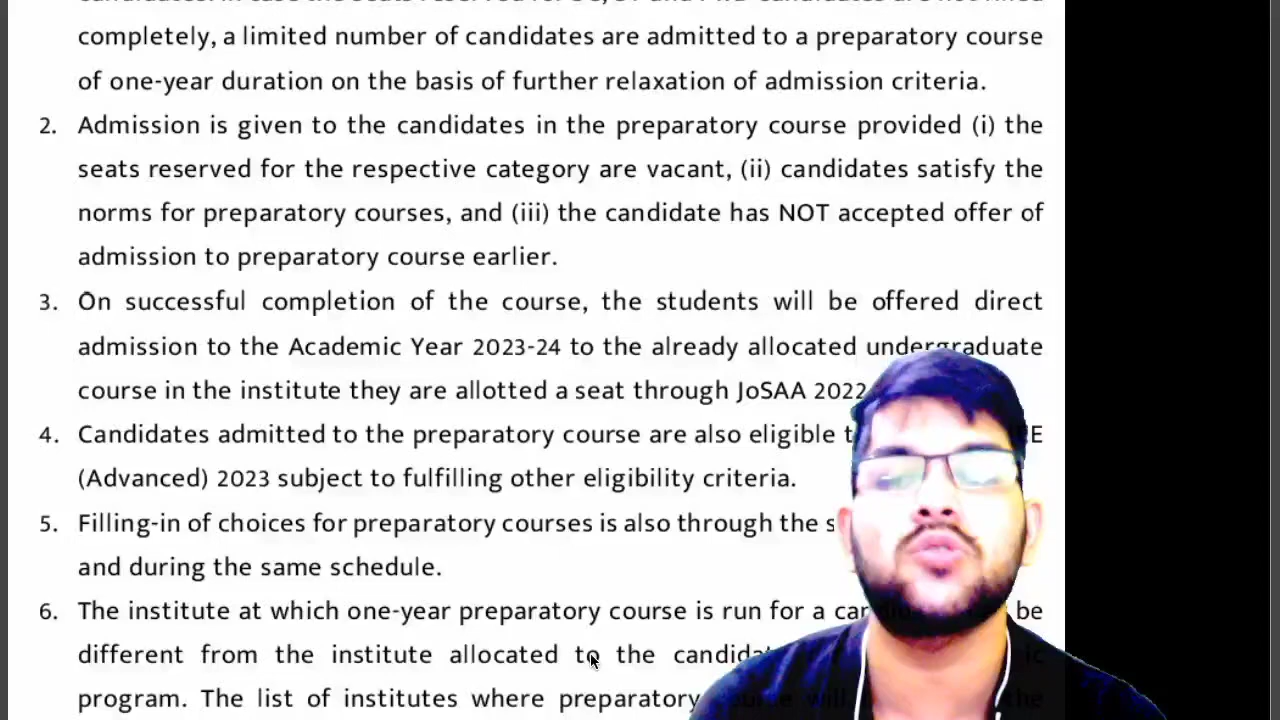 completely, a limited number of candidates are admitted to a preparatory course
of one-year duration on the basis of further relaxation of admission criteria.
2. Admission is given to the candidates in the preparatory course provided (i) the
seats reserved for the respective category are vacant, (ii) candidates satisfy the
norms for preparatory courses, and (iii) the candidate has NOT accepted offer of
admission to preparatory course earlier.
3. On successful completion of the course, the students will be offered direct
admission to the Academic Year 2023-24 to the already allocated undergraduate
course in the institute they are allotted a seat through JoSAA 2022
4. Candidates admitted to the preparatory course are also eligible
(Advanced) 2023 subject to fulfilling other eligibility criteria.
5. Filling-in of choices for preparatory courses is also through the
and during the same schedule.
6. The institute at which one-year preparatory course is run for a be
different from the institute allocated to the
program. The list of institutes where preparatory course will the